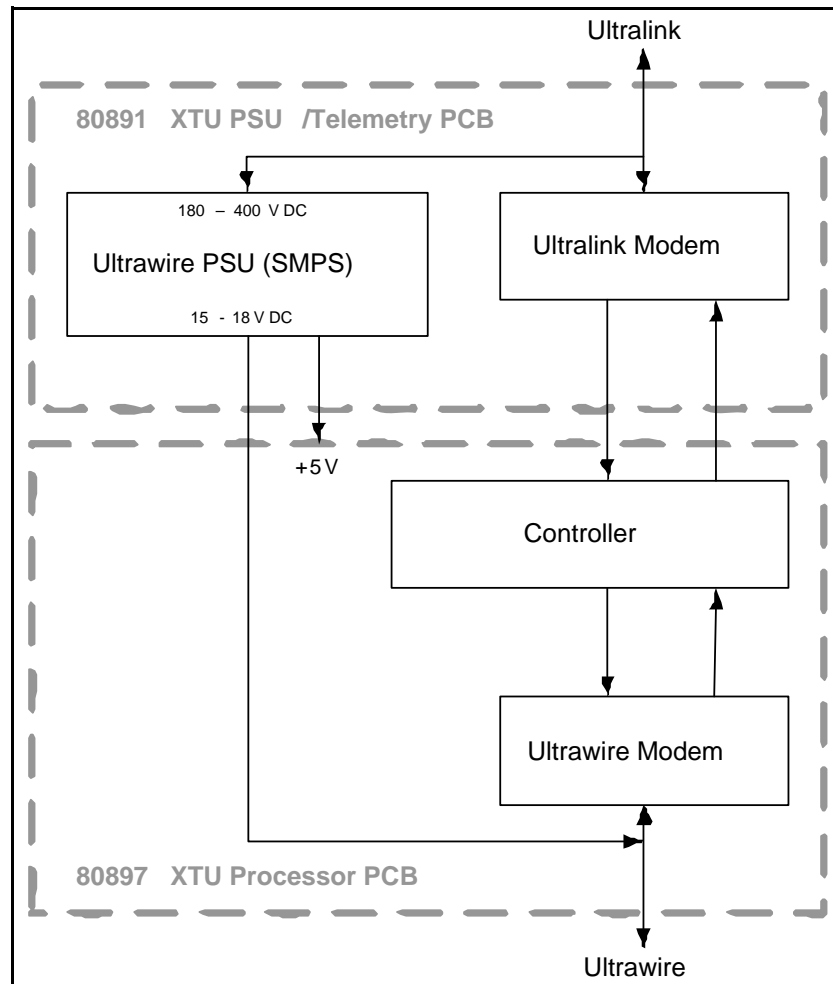 Ultralink
80891 XTU PSU /Telemetry PCB
180 – 400 V DC
Ultrawire PSU (SMPS)
15 - 18 V DC
Ultralink Modem
+5 V
Controller
Ultrawire Modem
80897 XTU Processor PCB
Ultrawire